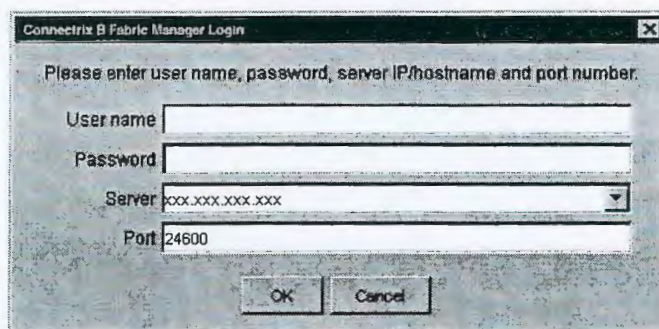 Connectrix B Fabric Manager Login
Please enter user name, password, server IP/hostname and port number.
User name
Password
Server xxx.xxx.xxx.xxx
Port 24600
OK Cancel